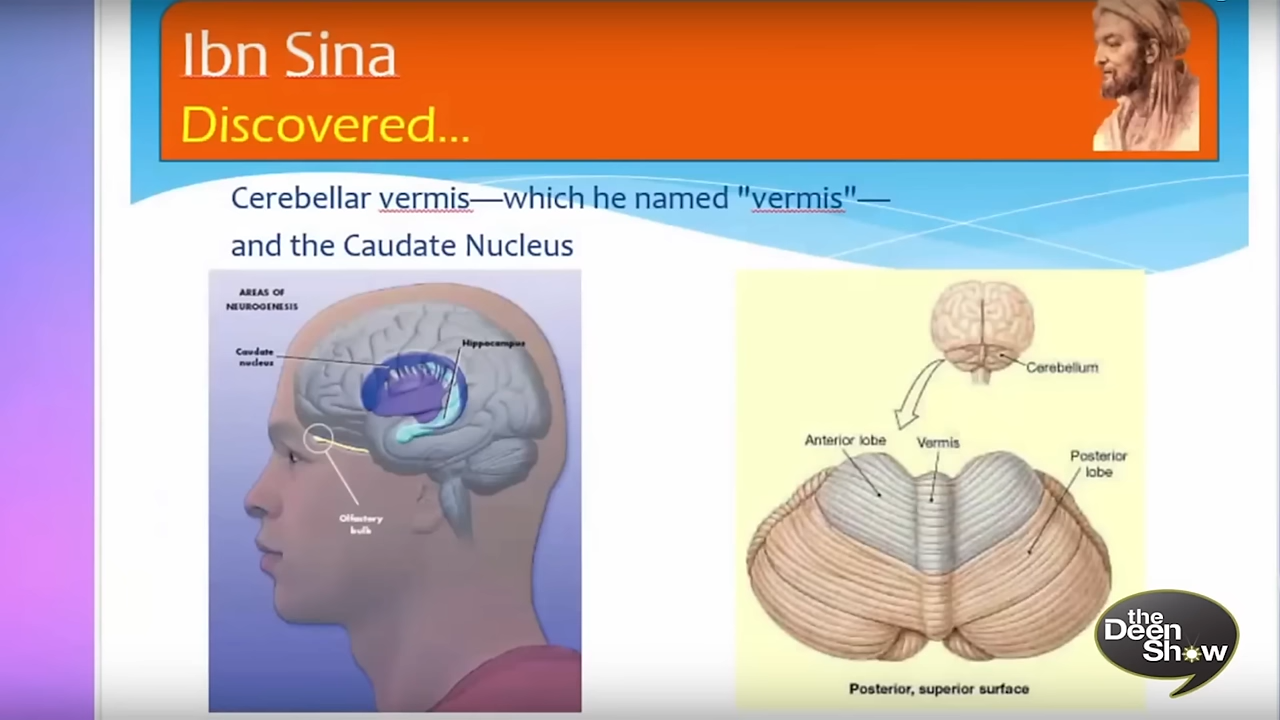 Ibn Sina
Discovered...
Cerebellar vermis—which he named "vermis"—
and the Caudate Nucleus
AREAS OF
NEUROGENESIS
Caudate
nucleus
Hippocampus
Olfactory
bulb
Cerebellum
Anterior lobe
Vermis
Posterior
lobe
Posterior, superior surface
the
Deen
Show